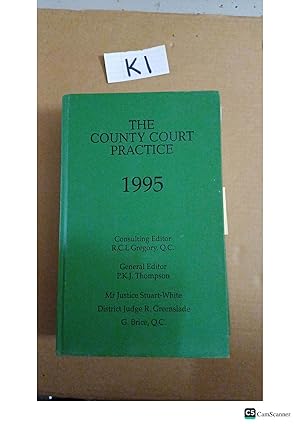 K1
THE
COUNTY COURT
PRACTICE
1995
Consulting Editor
R.C.L. Gregory, Q.C.
General Editor
P.K.J. Thompson
Mr Justice Stuart-White
District Judge R. Greenslade
G. Brice, Q.C.
CS CamScanner